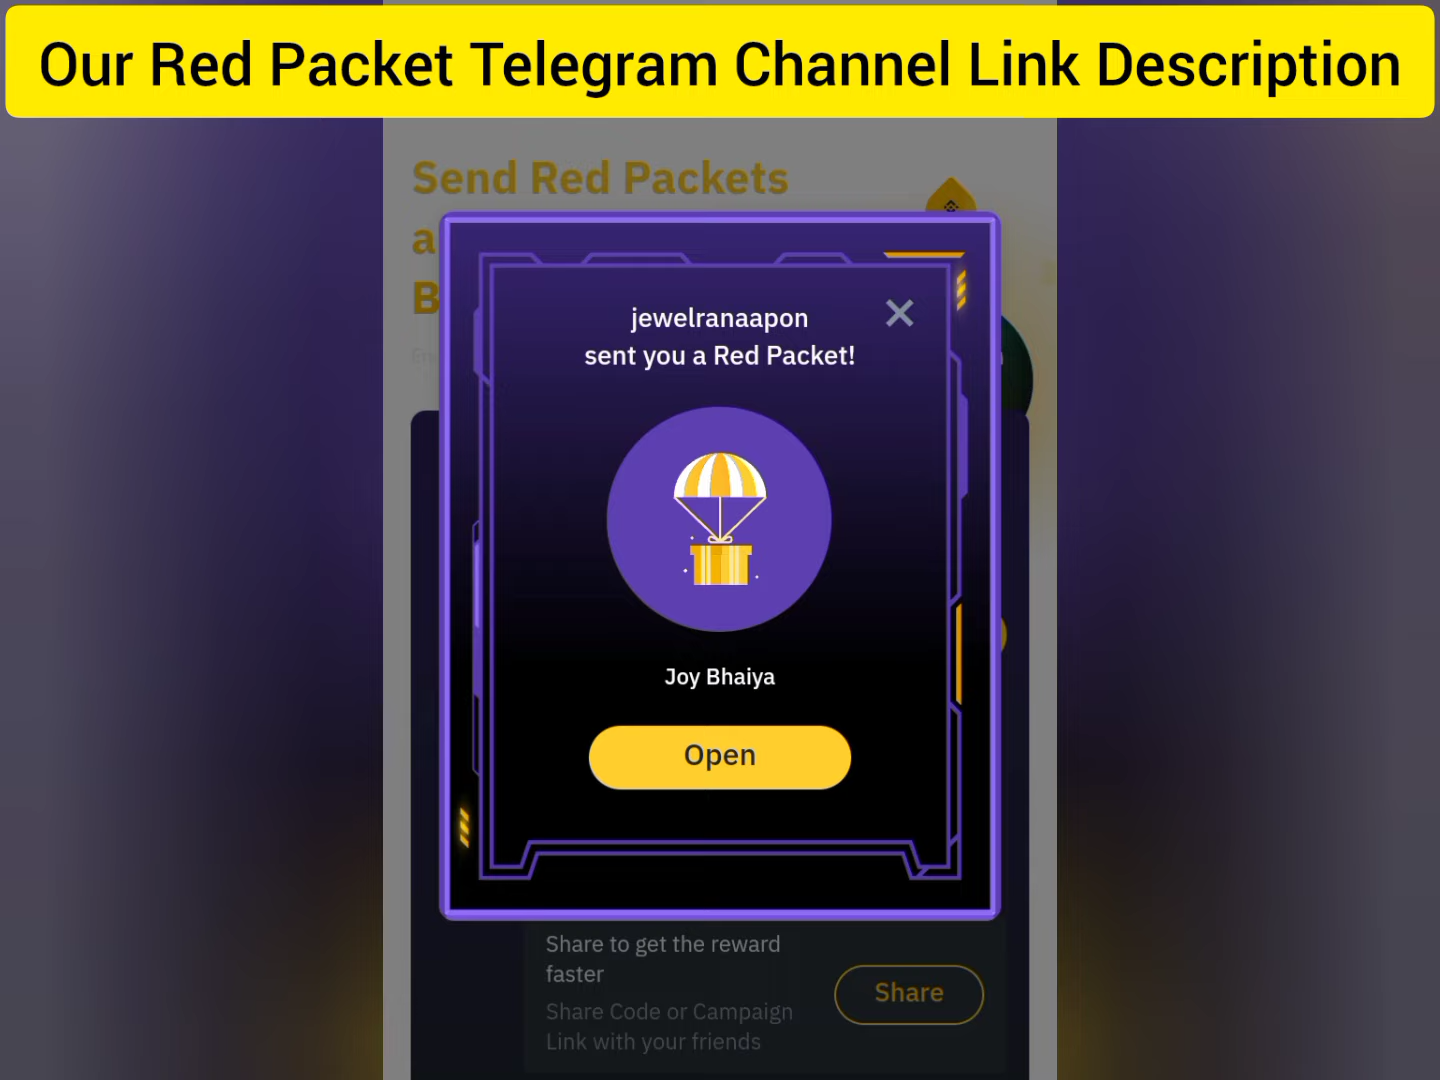 Our Red Packet Telegram Channel Link Description
Send Red Packets
a
B
jewelranaapon
sent you a Red Packet!
Joy Bhaiya
Open
Share to get the reward
faster
Share
Share Code or Campaign
Link with your friends